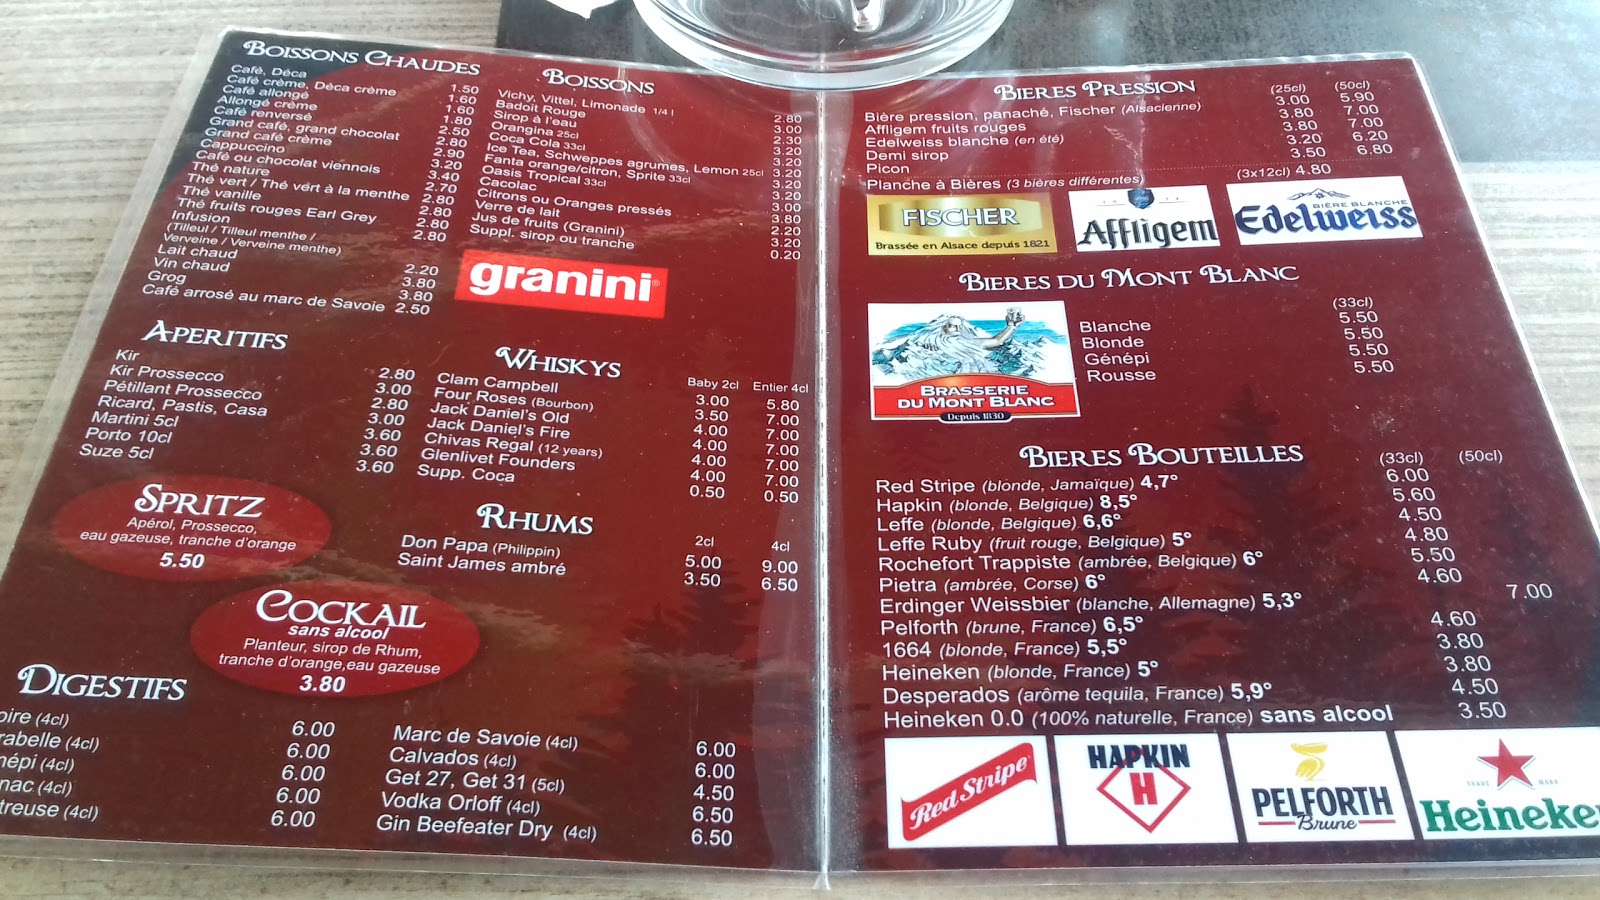 BOISSONS CHAUDES
Café, Déca 1.50
Café crème, Déca crème 1.60
Café allongé 1.60
Allongé crème 1.80
Café renversé 2.50
Grand café, grand chocolat 2.80
Grand café crème 2.90
Cappuccino 3.20
Café ou chocolat viennois 3.40
Thé nature 2.70
Thé vert / Thé vért à la menthe 2.80
Thé vanille 2.80
Thé fruits rouges Earl Grey 2.80
Infusion 2.80
(Tilleul / Tilleul menthe /
Verveine / Verveine menthe)
Lait chaud 2.20
Vin chaud 3.80
Grog 3.80
Café arrosé au marc de Savoie 2.50
BOISSONS
Vichy, Vittel, Limonade 1/4 l 2.80
Badoit Rouge 3.00
Sirop à l'eau 2.30
Orangina 25cl 3.20
Coca Cola 33cl 3.20
Ice Tea, Schweppes agrumes, Lemon 25cl 3.20
Fanta orange/citron, Sprite 33cl 3.20
Oasis Tropical 33cl 3.20
Cacolac 3.00
Citrons ou Oranges pressés 3.80
Verre de lait 2.20
Jus de fruits (Granini) 3.20
Suppl. sirop ou tranche 0.20
granini®
APERITIFS
Kir 2.80
Kir Prossecco 3.00
Pétillant Prossecco 2.80
Ricard, Pastis, Casa 3.00
Martini 5cl 3.60
Porto 10cl 3.60
Suze 5cl 3.60
WHISKYS
Baby 2cl Entier 4cl
Clam Campbell 3.00 5.80
Four Roses (Bourbon) 3.50 7.00
Jack Daniel's Old 4.00 7.00
Jack Daniel's Fire 4.00 7.00
Chivas Regal (12 years) 4.00 7.00
Glenlivet Founders 4.00 7.00
Supp. Coca 0.50 0.50
SPRITZ
Apérol, Prossecco,
eau gazeuse, tranche d'orange
5.50
RHUMS
2cl 4cl
Don Papa (Philippin) 5.00 9.00
Saint James ambré 3.50 6.50
COCKAIL
sans alcool
Planteur, sirop de Rhum,
tranche d'orange,eau gazeuse
3.80
DIGESTIFS
oire (4cl) 6.00
rabelle (4cl) 6.00
népi (4cl) 6.00
nac (4cl) 6.00
treuse (4cl) 6.00
Marc de Savoie (4cl) 6.00
Calvados (4cl) 6.00
Get 27, Get 31 (5cl) 4.50
Vodka Orloff (4cl) 6.50
Gin Beefeater Dry (4cl) 6.50
BIERES PRESSION
(25cl) (50cl)
Bière pression, panaché, Fischer (Alsacienne) 3.00 5.90
Affligem fruits rouges 3.80 7.00
Edelweiss blanche (en été) 3.80 7.00
Demi sirop 3.20 6.20
Picon 3.50 6.80
Planche à Bières (3 bières différentes) (3x12cl) 4.80
FISCHER
Brassée en Alsace depuis 1821
Affligem
BIÈRE BLANCHE
Edelweiss
BIERES DU MONT BLANC
(33cl)
Blanche 5.50
Blonde 5.50
Génépi 5.50
Rousse 5.50
BRASSERIE
DU MONT BLANC
Depuis 1830
BIERES BOUTEILLES
(33cl) (50cl)
Red Stripe (blonde, Jamaïque) 4,7° 6.00
Hapkin (blonde, Belgique) 8,5° 5.60
Leffe (blonde, Belgique) 6,6° 4.50
Leffe Ruby (fruit rouge, Belgique) 5° 4.80
Rochefort Trappiste (ambrée, Belgique) 6° 5.50
Pietra (ambrée, Corse) 6° 4.60
Erdinger Weissbier (blanche, Allemagne) 5,3° 7.00
Pelforth (brune, France) 6,5° 4.60
1664 (blonde, France) 5,5° 3.80
Heineken (blonde, France) 5° 3.80
Desperados (arôme tequila, France) 5,9° 4.50
Heineken 0.0 (100% naturelle, France) sans alcool 3.50
Red Stripe
HAPKIN
H
PELFORTH
Brune
TRADE MARK
Heineke